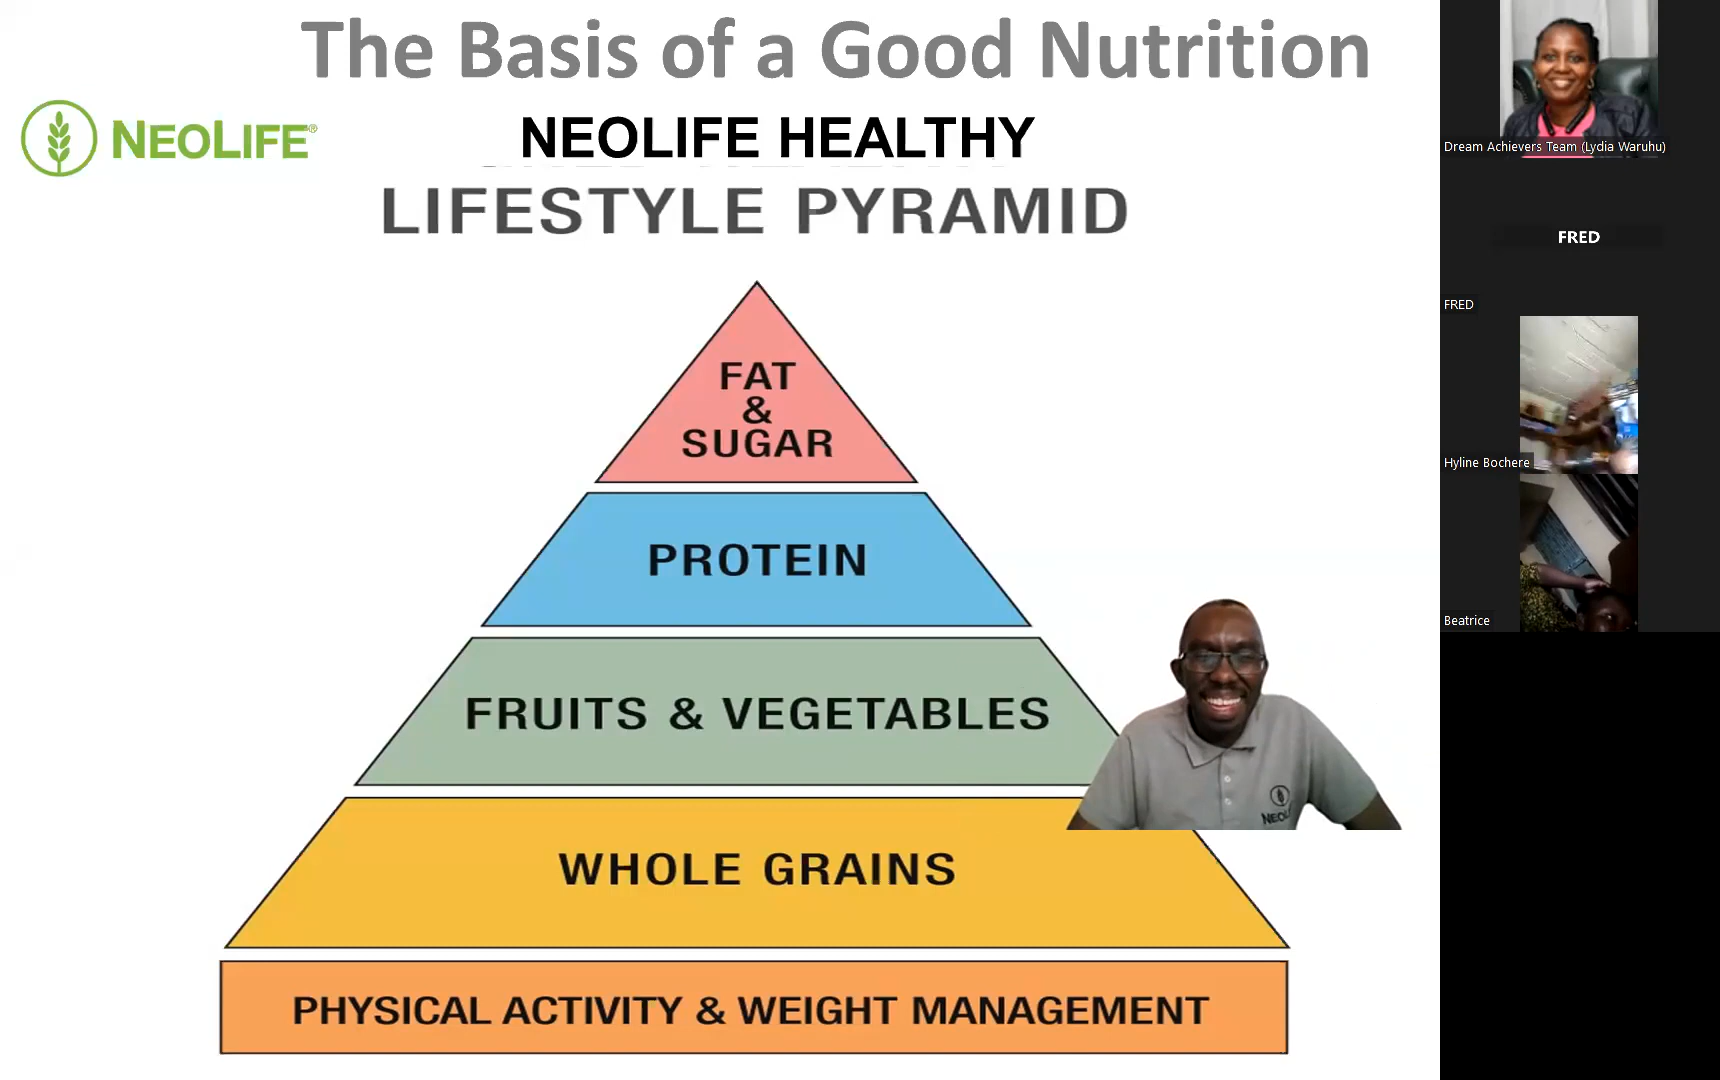 The Basis of a Good Nutrition
NEOLIFE®
NEOLIFE HEALTHY
LIFESTYLE PYRAMID
FAT
&
SUGAR
PROTEIN
FRUITS & VEGETABLES
WHOLE GRAINS
PHYSICAL ACTIVITY & WEIGHT MANAGEMENT
NEOL
Dream Achievers Team (Lydia Waruhu)
FRED
FRED
Hyline Bochere
Beatrice